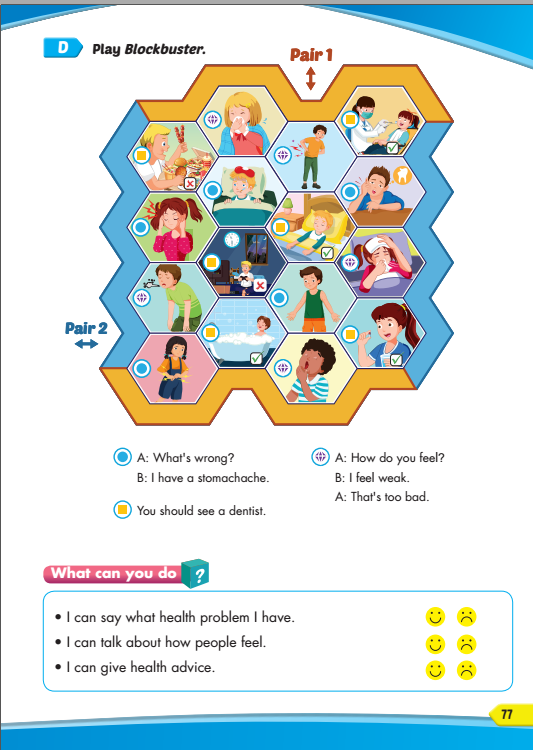 D Play Blockbuster.
Pair 1
Pair 2
A: What's wrong?
B: I have a stomachache.
You should see a dentist.
A: How do you feel?
B: I feel weak.
A: That's too bad.
What can you do ?
• I can say what health problem I have.
• I can talk about how people feel.
• I can give health advice.
77